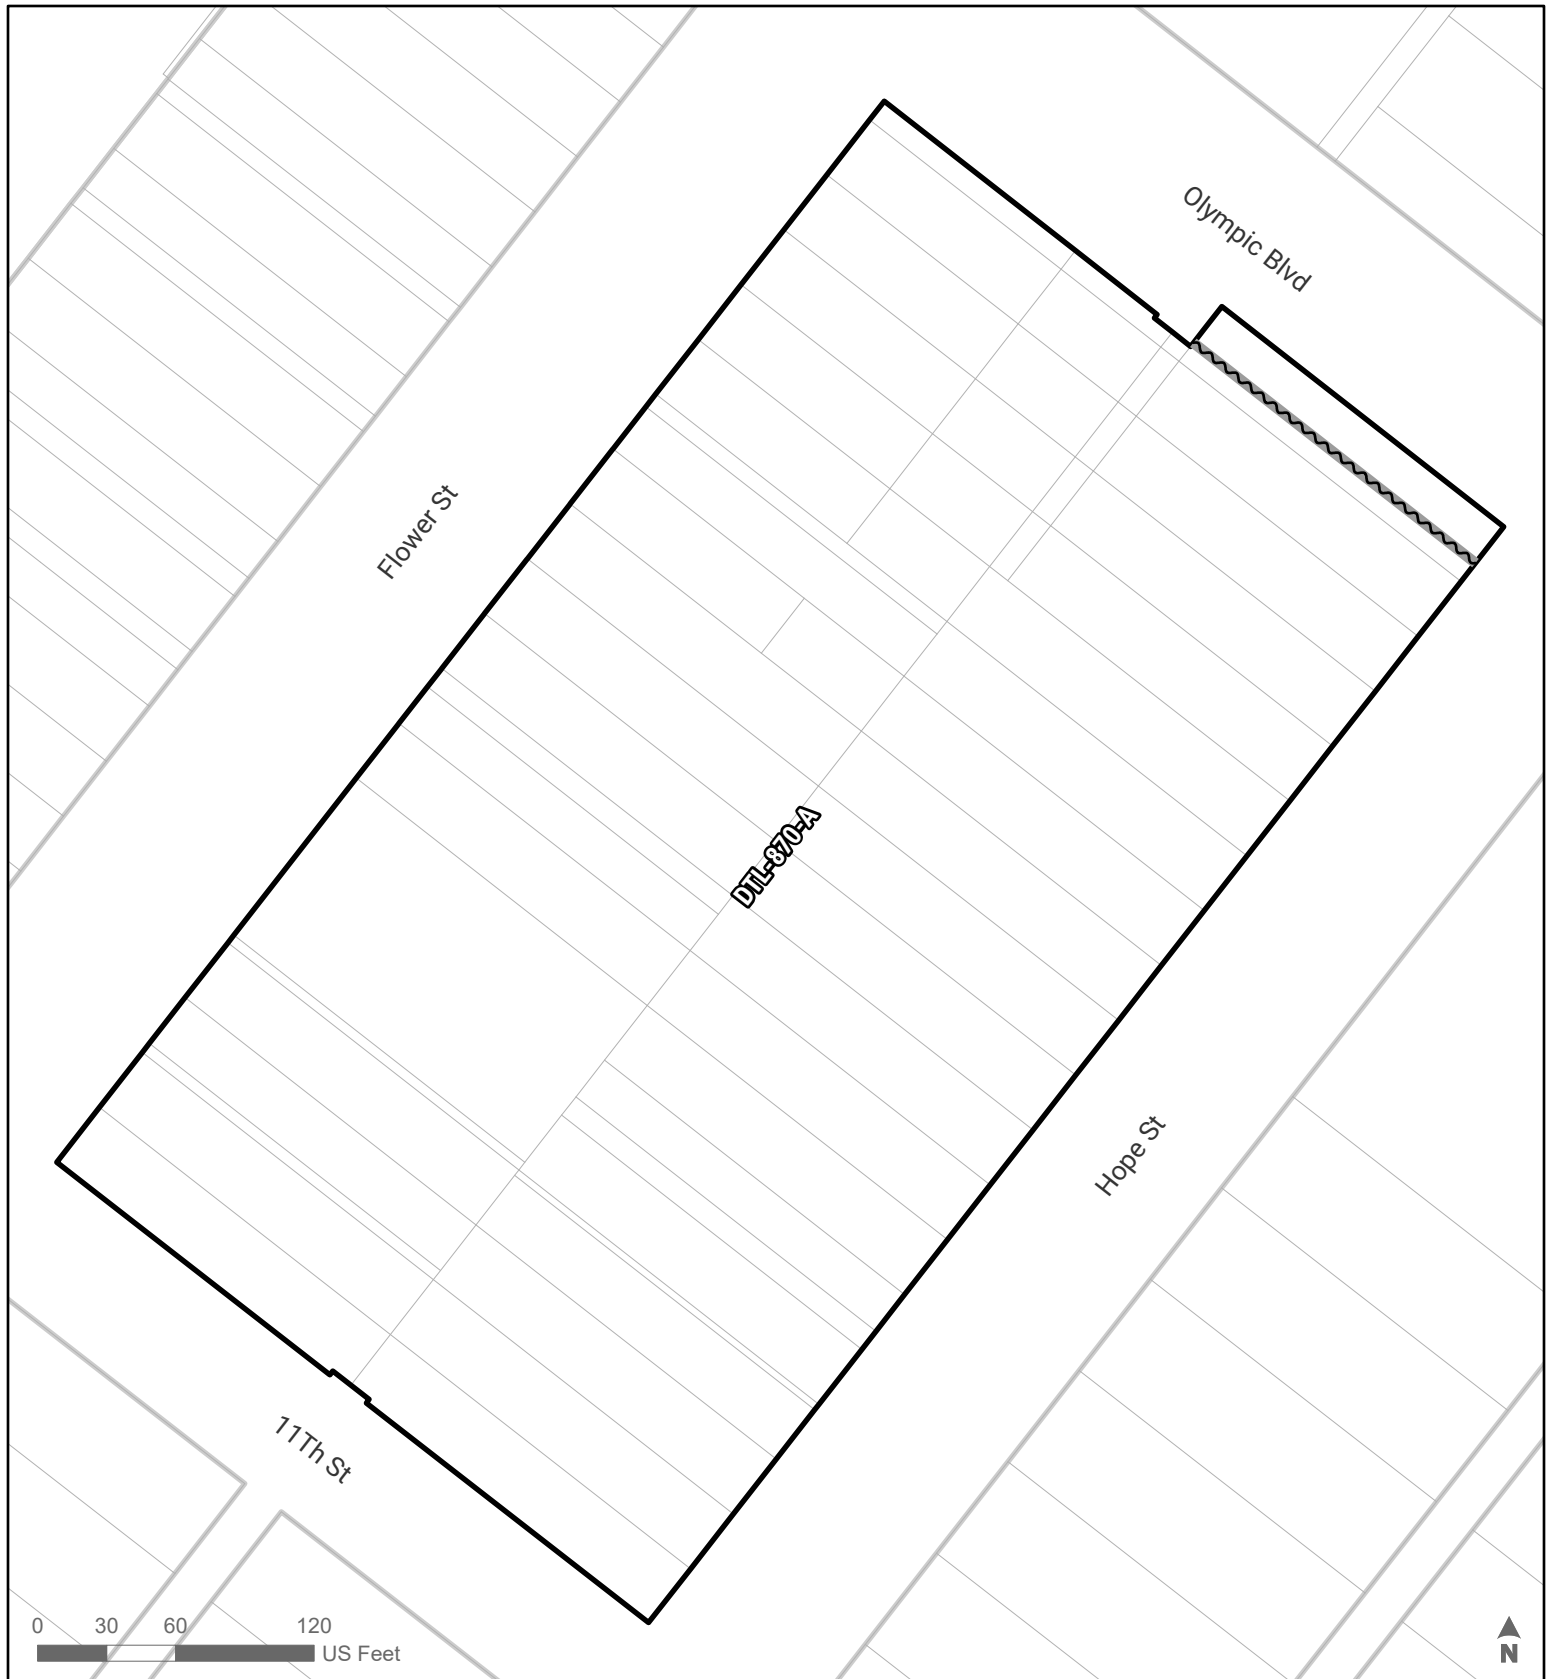 Olympic Blvd
Flower St
DTL-870-A
Hope St
11Th St
0 30 60 120
US Feet
N